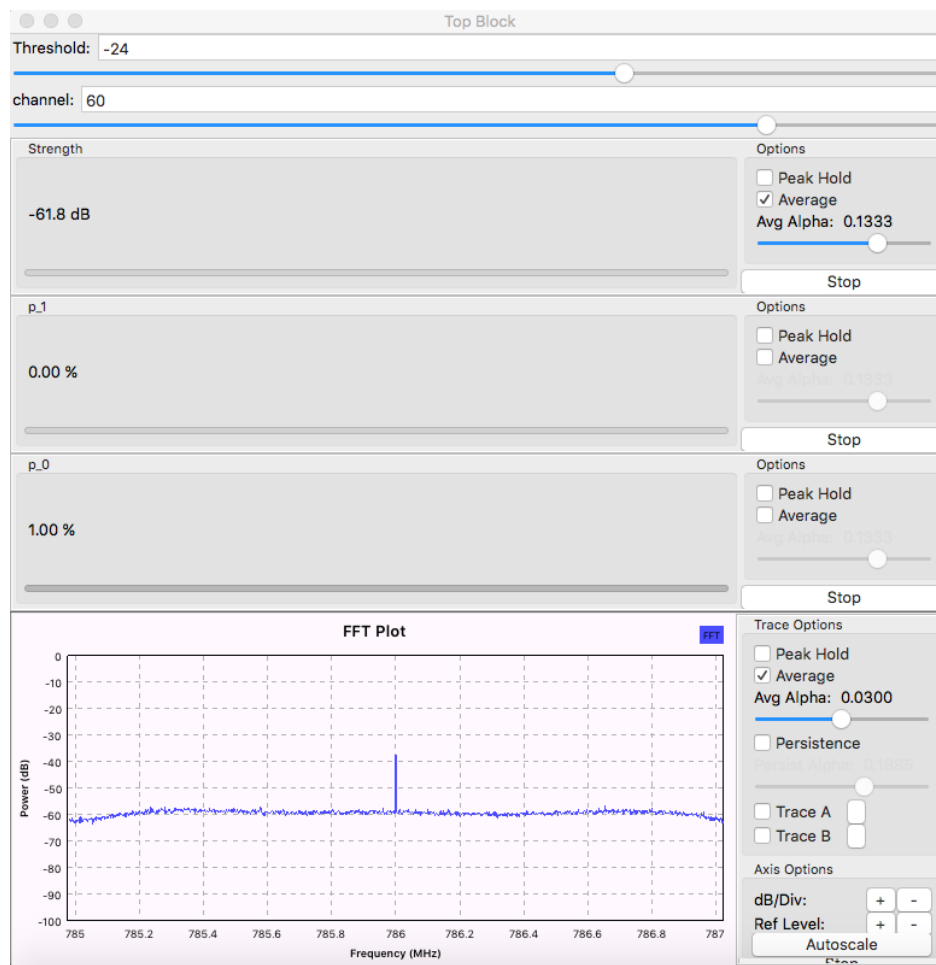 Top Block
Threshold: -24
channel: 60
Strength
-61.8 dB
Options
Peak Hold
Average
Avg Alpha: 0.1333
Stop
p_1
0.00 %
Options
Peak Hold
Average
Avg Alpha: 0.1333
Stop
p_0
1.00 %
Options
Peak Hold
Average
Avg Alpha: 0.1333
Stop
FFT Plot
FFT
0
-10
-20
-30
-40
-50
-60
-70
-80
-90
-100
Power (dB)
785 785.2 785.4 785.6 785.8 786 786.2 786.4 786.6 786.8 787
Frequency (MHz)
Trace Options
Peak Hold
Average
Avg Alpha: 0.0300
Persistence
Persist Alpha: 0.1885
Trace A
Trace B
Axis Options
dB/Div: + -
Ref Level: + -
Autoscale
Stop